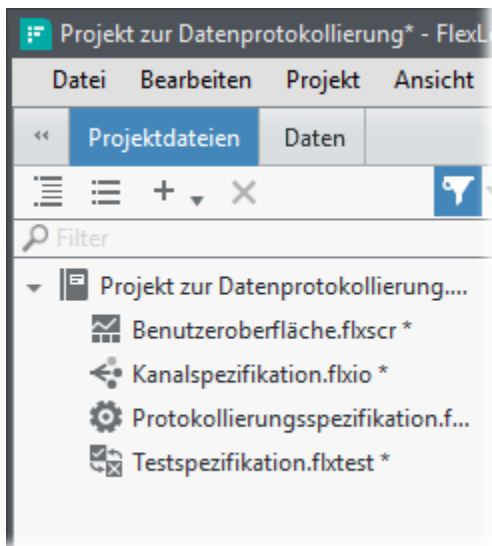 Projekt zur Datenprotokollierung* - FlexL
Datei Bearbeiten Projekt Ansicht
Projektdateien Daten
Filter
Projekt zur Datenprotokollierung....
Benutzeroberfläche.flxscr *
Kanalspezifikation.flxio *
Protokollierungsspezifikation.f...
Testspezifikation.flxtest *